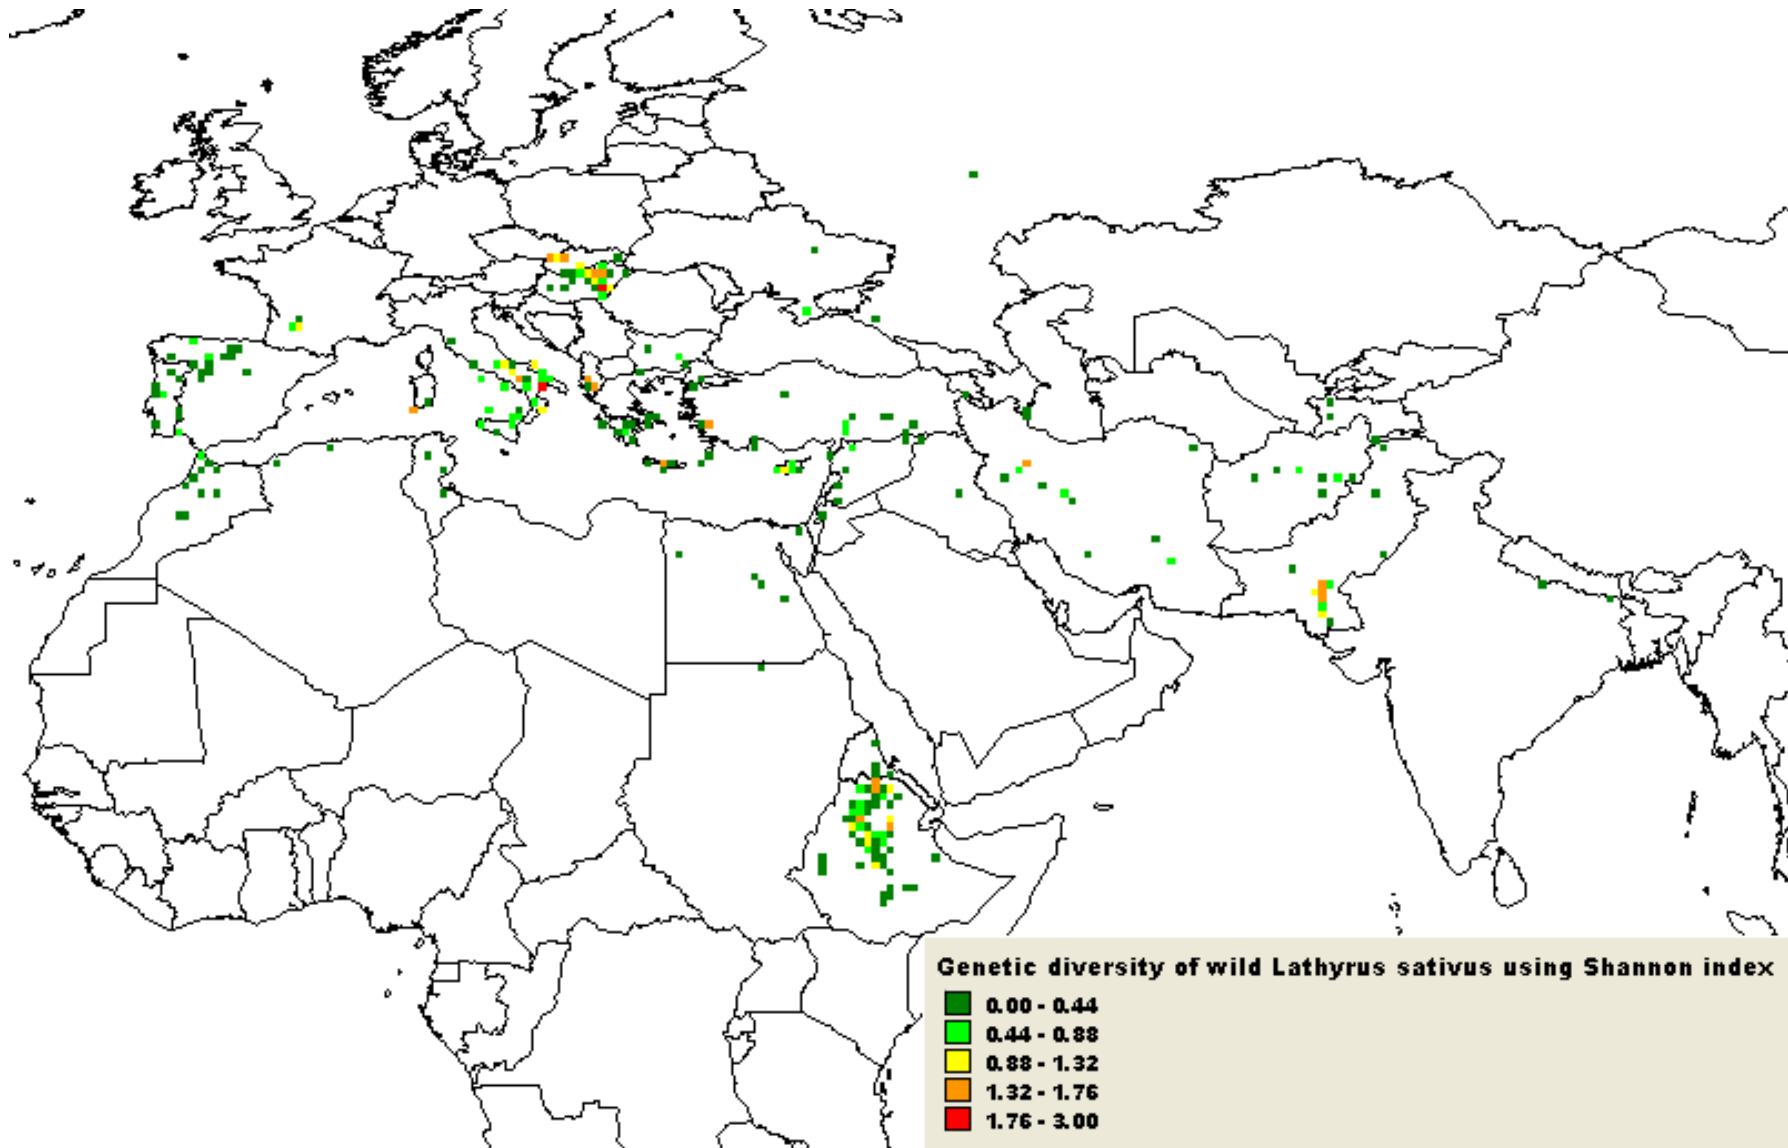 Genetic diversity of wild Lathyrus sativus using Shannon index
0.00 - 0.44
0.44 - 0.88
0.88 - 1.32
1.32 - 1.76
1.76 - 3.00